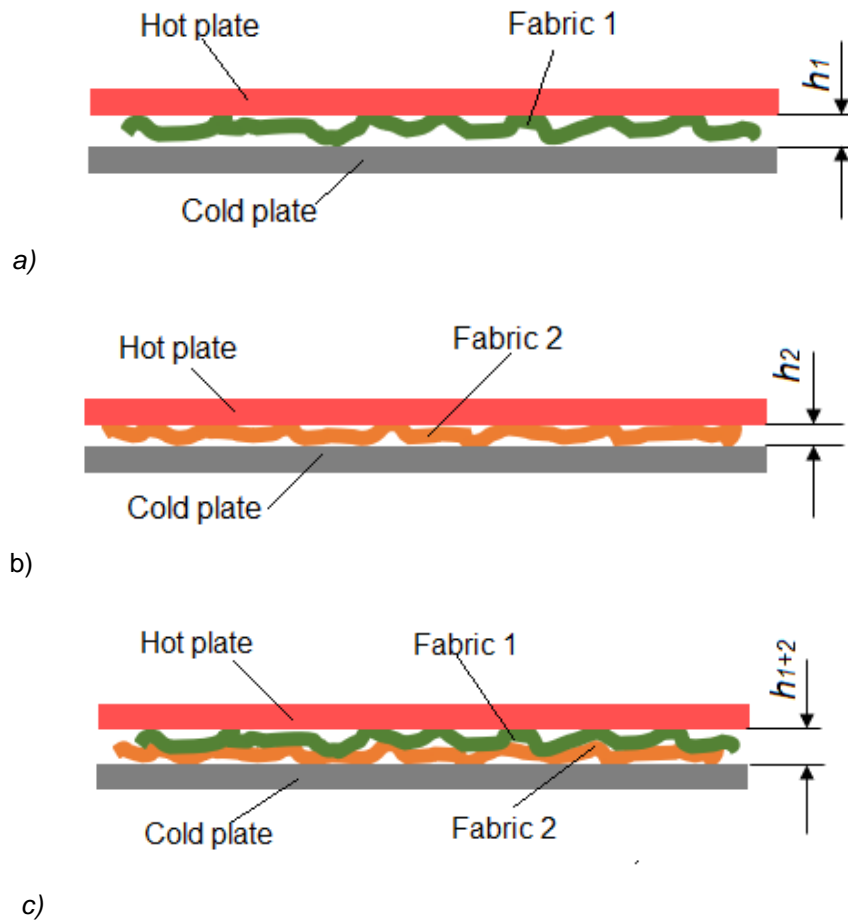 Hot plate
Fabric 1
h1
Cold plate
a)
Hot plate
Fabric 2
h2
Cold plate
b)
Hot plate
Fabric 1
h1+2
Cold plate
Fabric 2
c)